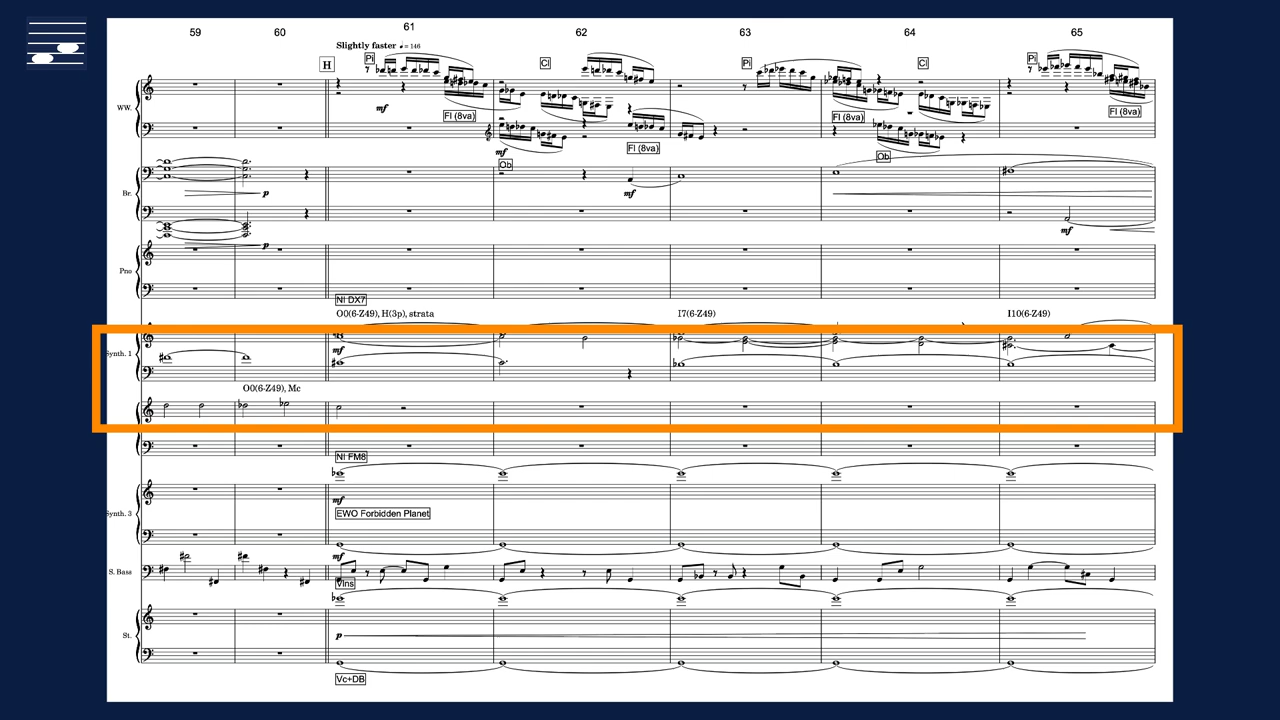 59 60 61 62 63 64 65
Slightly faster ♩= 146
H Pi Cl Pi Cl Pi
WW.
mf
Fl (8va) Fl (8va) Fl (8va)
mf Fl (8va)
Ob Ob
Br. p mf
mf
p
Pno
NI DX7
O0(6-Z49), H(3p), strata I7(6-Z49) I10(6-Z49)
Synth. 1 mf
O0(6-Z49), Mc
NI FM8
mf
Synth. 3 EWO Forbidden Planet
mf
S. Bass
Vlns
St. p
Vc+DB